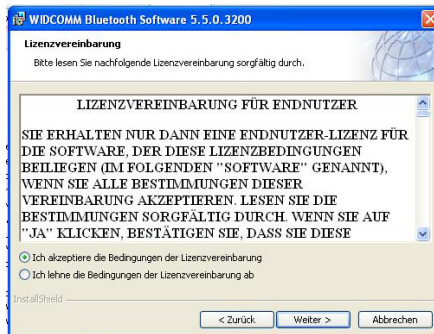 WIDCOMM Bluetooth Software 5.5.0.3200
Lizenzvereinbarung
Bitte lesen Sie nachfolgende Lizenzvereinbarung sorgfältig durch.
LIZENZVEREINBARUNG FÜR ENDNUTZER
SIE ERHALTEN NUR DANN EINE ENDNUTZER-LIZENZ FÜR
DIE SOFTWARE, DER DIESE LIZENZBEDINGUNGEN
BEILIEGEN (IM FOLGENDEN "SOFTWARE" GENANNT),
WENN SIE ALLE BESTIMMUNGEN DIESER
VEREINBARUNG AKZEPTIEREN. LESEN SIE DIE
BESTIMMUNGEN SORGFÄLTIG DURCH. WENN SIE AUF
"JA" KLICKEN, BESTÄTIGEN SIE, DASS SIE DIESE
Ich akzeptiere die Bedingungen der Lizenzvereinbarung
Ich lehne die Bedingungen der Lizenzvereinbarung ab
InstallShield
< Zurück
Weiter >
Abbrechen